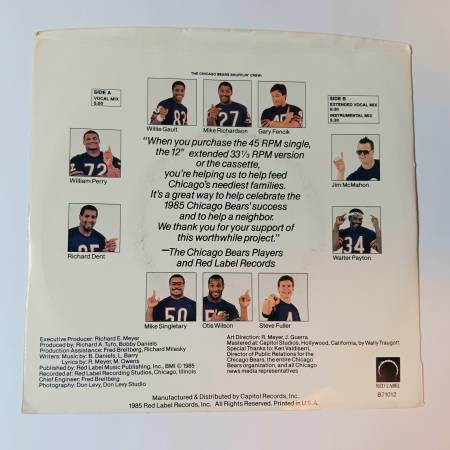 THE CHICAGO BEARS SHUFFLIN' CREW:
SIDE A
VOCAL MIX
5:00
SIDE B
EXTENDED VOCAL MIX
6:30
INSTRUMENTAL MIX
5:30
83
27
Willie Gault
Mike Richardson
Gary Fencik
72
William Perry
Jim McMahon
Richard Dent
34
Walter Payton
"When you purchase the 45 RPM single,
the 12" extended 33 1/3 RPM version
or the cassette,
you're helping us to help feed
Chicago's neediest families.
It's a great way to help celebrate the
1985 Chicago Bears' success
and to help a neighbor.
We thank you for your support of
this worthwhile project."
—The Chicago Bears Players
and Red Label Records
50
Mike Singletary
Otis Wilson
Steve Fuller
Executive Producer: Richard E. Meyer
Produced by: Richard A. Tufo, Bobby Daniels
Production Assistance: Fred Breitberg, Richard Milasky
Writers: Music by: B. Daniels, L. Barry
Lyrics by: R. Meyer, M. Owens
Published by: Red Label Music Publishing, Inc., BMI © 1985
Recorded at: Red Label Recording Studios, Chicago, Illinois
Chief Engineer: Fred Breitberg
Photography: Don Levy, Don Levy Studio
Art Direction: R. Meyer, J. Guerra
Mastered at: Capitol Studios, Hollywood, California, by Wally Traugott
Special Thanks to: Ken Valdiserri,
Director of Public Relations for the
Chicago Bears, the entire Chicago
Bears organization, and all Chicago
news media representatives
RED LABEL
B71012
Manufactured & Distributed by Capitol Records, Inc.
1985 Red Label Records, Inc. All Rights Reserved. Printed in U.S.A.